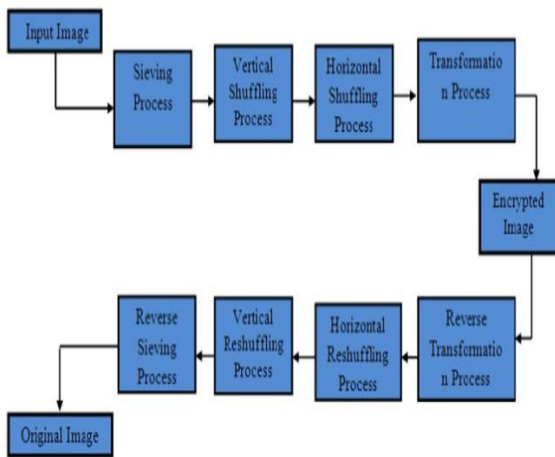 Input Image
Sieving
Process
Vertical
Shuffling
Process
Horizontal
Shuffling
Process
Transformatio
n Process
Encrypted
Image
Reverse
Transformatio
n Process
Horizontal
Reshuffling
Process
Vertical
Reshuffling
Process
Reverse
Sieving
Process
Original Image